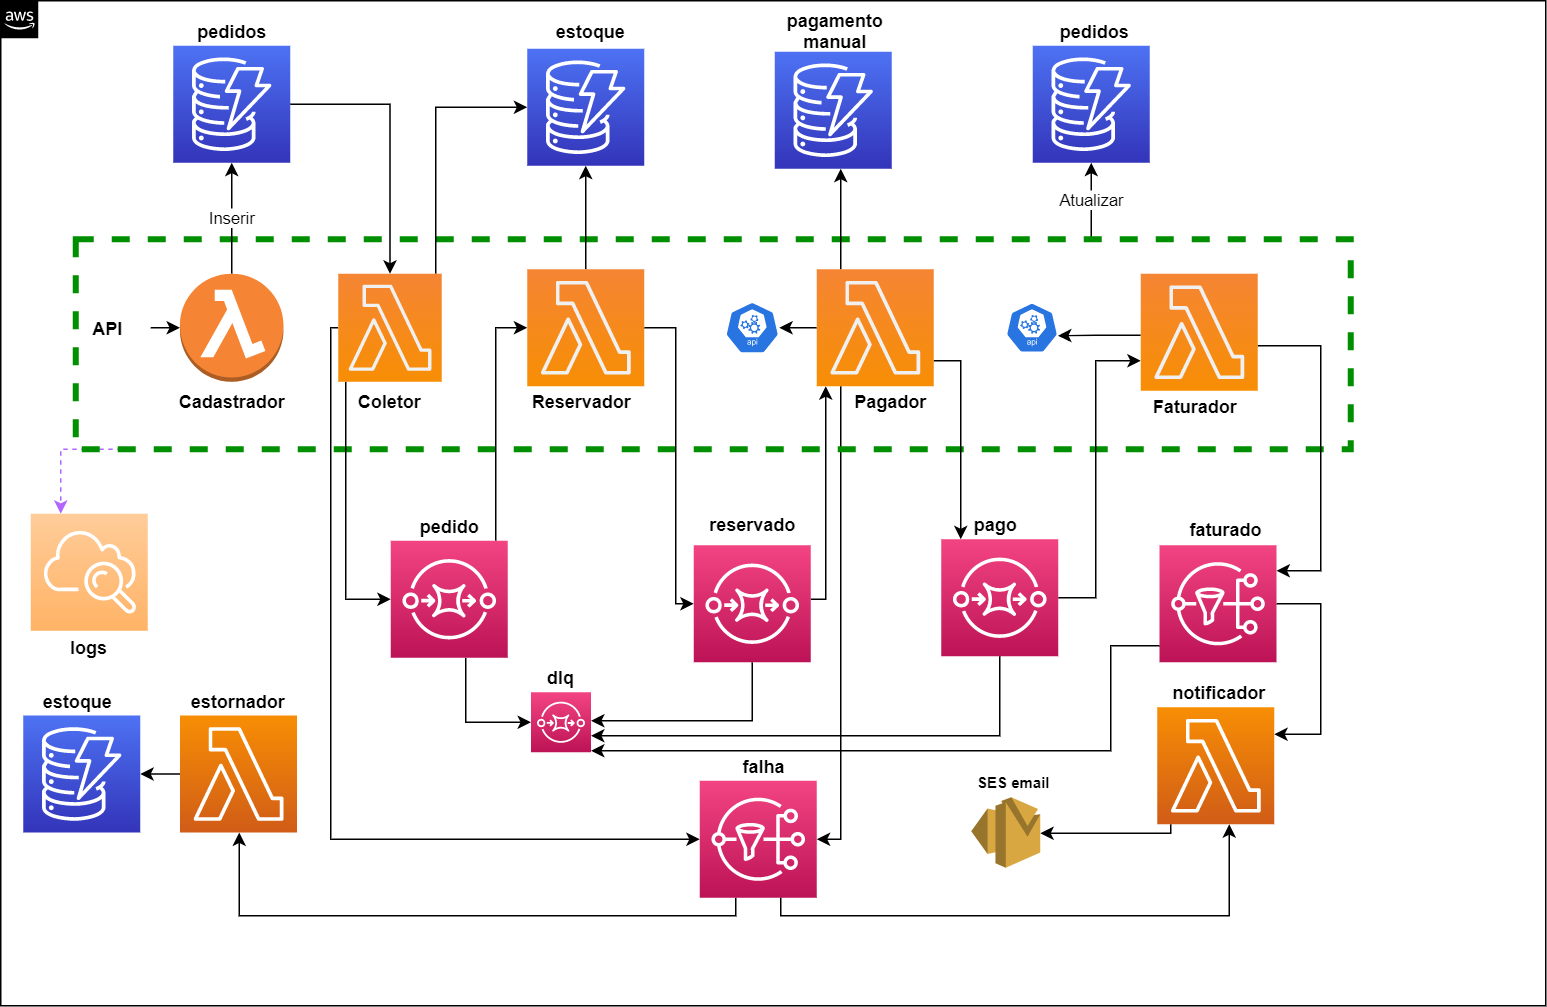 aws
pedidos
estoque
pagamento
manual
pedidos
Inserir
Atualizar
API
api
api
Cadastrador
Coletor
Reservador
Pagador
Faturador
pedido
reservado
pago
faturado
logs
dlq
notificador
estoque
estornador
falha
SES email